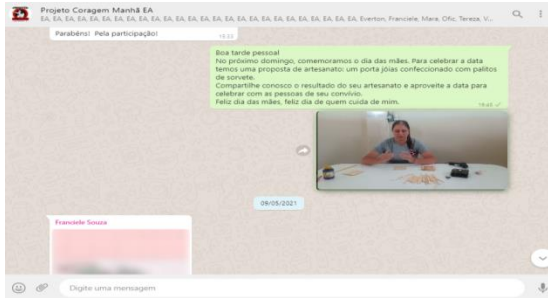 Projeto Coragem Manhã EA
EA, EA, EA, EA, EA, EA, EA, EA, EA, EA, EA, EA, EA, EA, EA, EA, EA, EA, EA, EA, EA, EA, EA, EA, Everton, Franciele, Mara. Ofic, Teresa, V...
Parabéns! Pela participação!
Boa tarde pessoal
No próximo domingo, comemoramos o dia das mães. Para celebrar a data
temos uma proposta de artesanato: um porta jóias confeccionado com palitos
de sorvete.
Compartilhe conosco o resultado do seu artesanato e aproveite a data para
celebrar com as pessoas de seu convívio.
Feliz dia das mães, feliz dia de quem cuida de mim.
09/05/2021
Franciele Souza
Digite uma mensagem